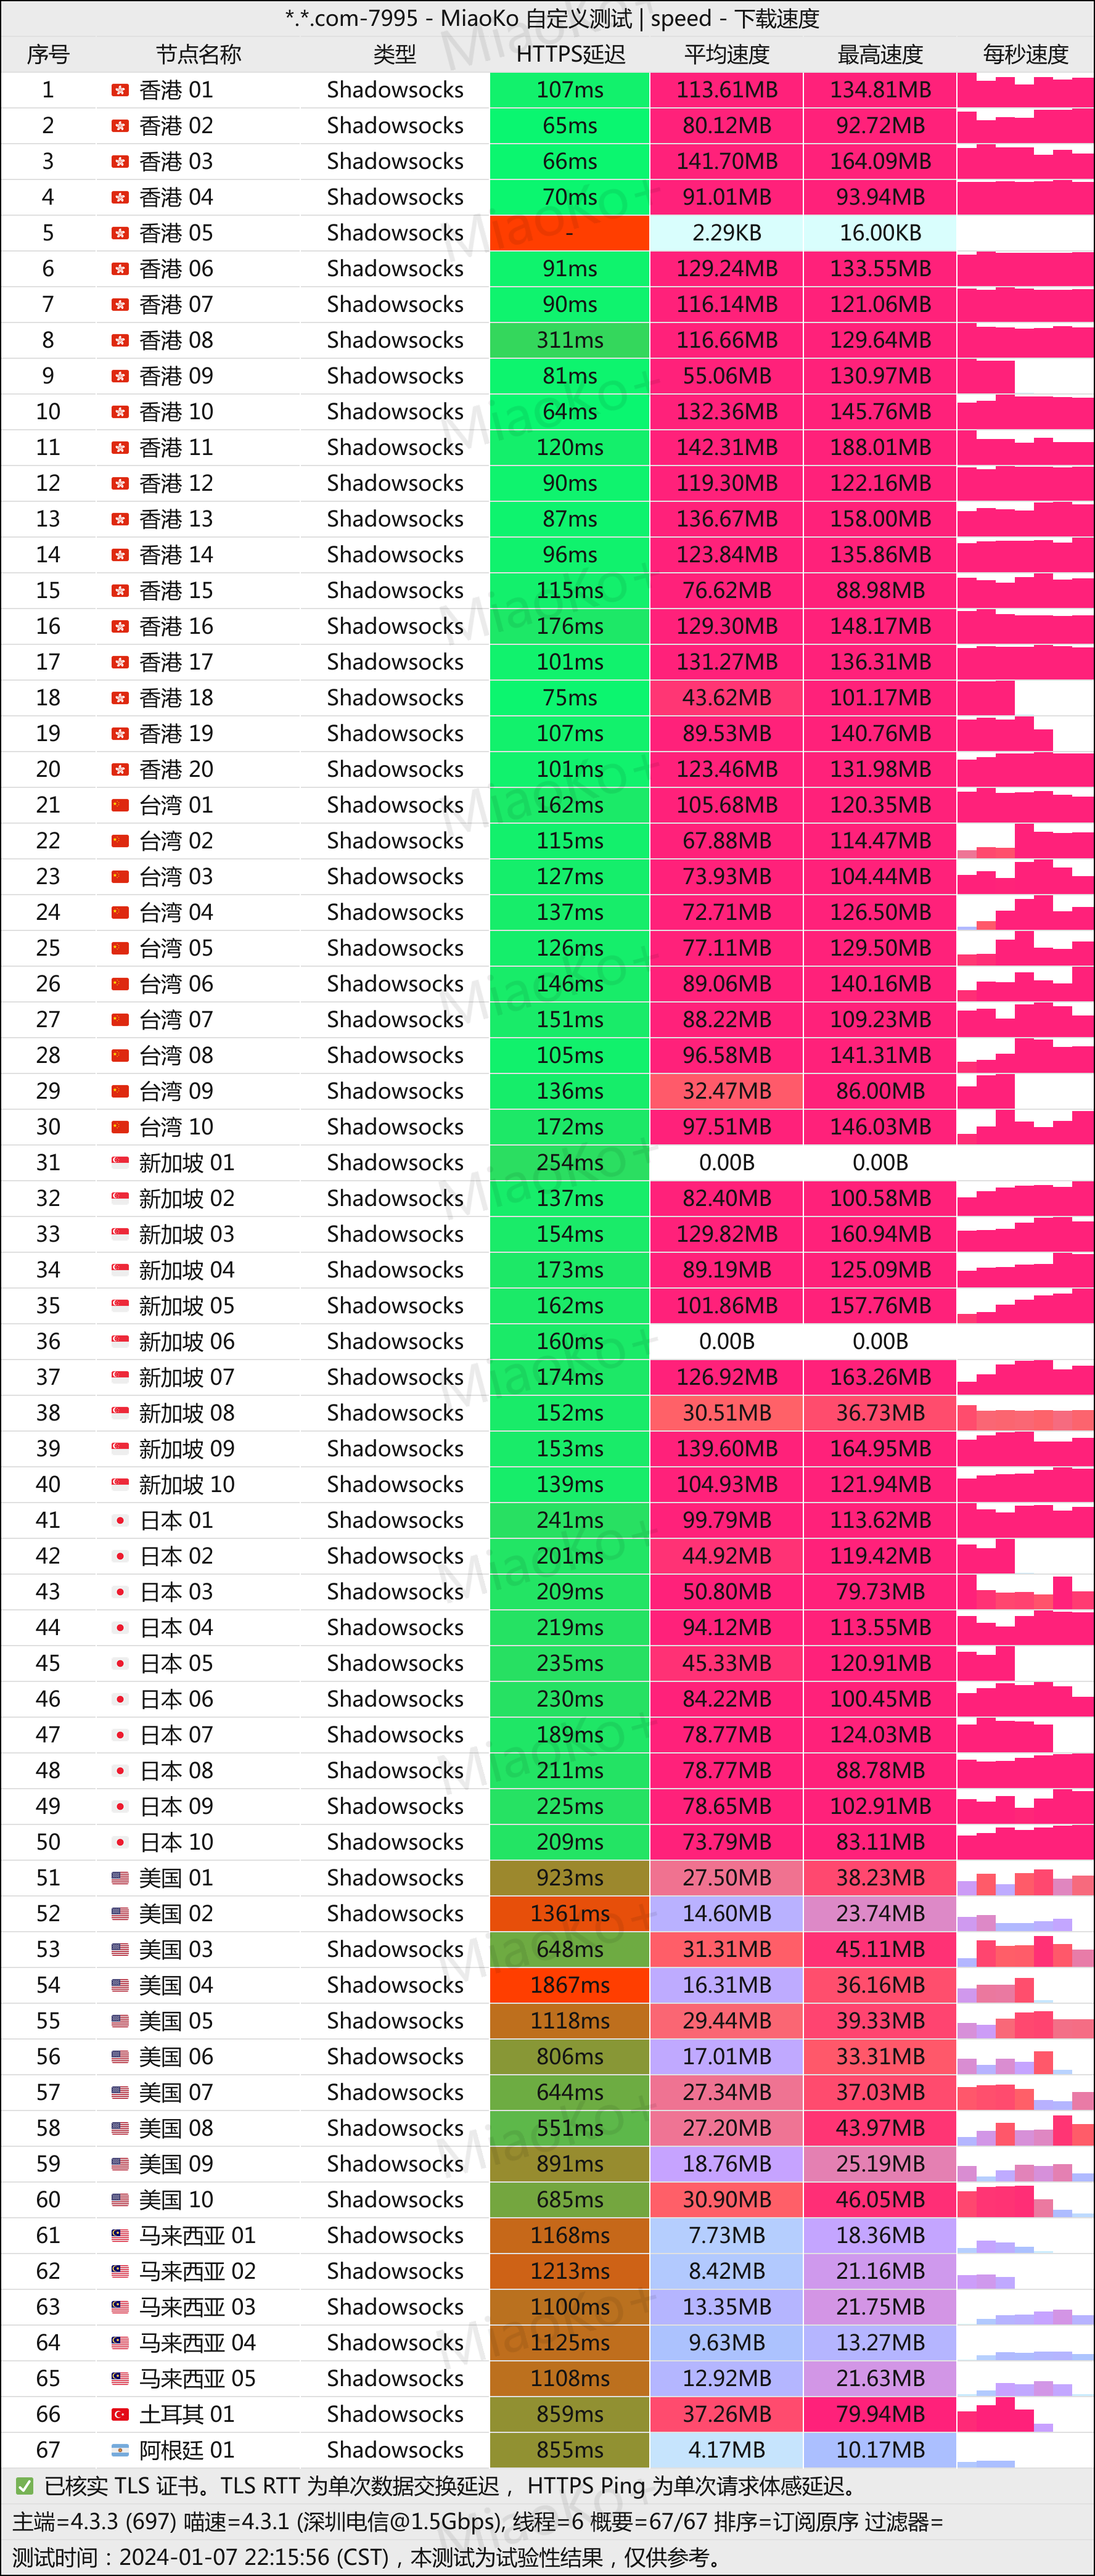 *.*.com-7995 - MiaoKo 自定义测试 | speed - 下载速度
序号 节点名称 类型 HTTPS延迟 平均速度 最高速度 每秒速度
1 香港 01 Shadowsocks 107ms 113.61MB 134.81MB
2 香港 02 Shadowsocks 65ms 80.12MB 92.72MB
3 香港 03 Shadowsocks 66ms 141.70MB 164.09MB
4 香港 04 Shadowsocks 70ms 91.01MB 93.94MB
5 香港 05 Shadowsocks - 2.29KB 16.00KB
6 香港 06 Shadowsocks 91ms 129.24MB 133.55MB
7 香港 07 Shadowsocks 90ms 116.14MB 121.06MB
8 香港 08 Shadowsocks 311ms 116.66MB 129.64MB
9 香港 09 Shadowsocks 81ms 55.06MB 130.97MB
10 香港 10 Shadowsocks 64ms 132.36MB 145.76MB
11 香港 11 Shadowsocks 120ms 142.31MB 188.01MB
12 香港 12 Shadowsocks 90ms 119.30MB 122.16MB
13 香港 13 Shadowsocks 87ms 136.67MB 158.00MB
14 香港 14 Shadowsocks 96ms 123.84MB 135.86MB
15 香港 15 Shadowsocks 115ms 76.62MB 88.98MB
16 香港 16 Shadowsocks 176ms 129.30MB 148.17MB
17 香港 17 Shadowsocks 101ms 131.27MB 136.31MB
18 香港 18 Shadowsocks 75ms 43.62MB 101.17MB
19 香港 19 Shadowsocks 107ms 89.53MB 140.76MB
20 香港 20 Shadowsocks 101ms 123.46MB 131.98MB
21 台湾 01 Shadowsocks 162ms 105.68MB 120.35MB
22 台湾 02 Shadowsocks 115ms 67.88MB 114.47MB
23 台湾 03 Shadowsocks 127ms 73.93MB 104.44MB
24 台湾 04 Shadowsocks 137ms 72.71MB 126.50MB
25 台湾 05 Shadowsocks 126ms 77.11MB 129.50MB
26 台湾 06 Shadowsocks 146ms 89.06MB 140.16MB
27 台湾 07 Shadowsocks 151ms 88.22MB 109.23MB
28 台湾 08 Shadowsocks 105ms 96.58MB 141.31MB
29 台湾 09 Shadowsocks 136ms 32.47MB 86.00MB
30 台湾 10 Shadowsocks 172ms 97.51MB 146.03MB
31 新加坡 01 Shadowsocks 254ms 0.00B 0.00B
32 新加坡 02 Shadowsocks 137ms 82.40MB 100.58MB
33 新加坡 03 Shadowsocks 154ms 129.82MB 160.94MB
34 新加坡 04 Shadowsocks 173ms 89.19MB 125.09MB
35 新加坡 05 Shadowsocks 162ms 101.86MB 157.76MB
36 新加坡 06 Shadowsocks 160ms 0.00B 0.00B
37 新加坡 07 Shadowsocks 174ms 126.92MB 163.26MB
38 新加坡 08 Shadowsocks 152ms 30.51MB 36.73MB
39 新加坡 09 Shadowsocks 153ms 139.60MB 164.95MB
40 新加坡 10 Shadowsocks 139ms 104.93MB 121.94MB
41 日本 01 Shadowsocks 241ms 99.79MB 113.62MB
42 日本 02 Shadowsocks 201ms 44.92MB 119.42MB
43 日本 03 Shadowsocks 209ms 50.80MB 79.73MB
44 日本 04 Shadowsocks 219ms 94.12MB 113.55MB
45 日本 05 Shadowsocks 235ms 45.33MB 120.91MB
46 日本 06 Shadowsocks 230ms 84.22MB 100.45MB
47 日本 07 Shadowsocks 189ms 78.77MB 124.03MB
48 日本 08 Shadowsocks 211ms 78.77MB 88.78MB
49 日本 09 Shadowsocks 225ms 78.65MB 102.91MB
50 日本 10 Shadowsocks 209ms 73.79MB 83.11MB
51 美国 01 Shadowsocks 923ms 27.50MB 38.23MB
52 美国 02 Shadowsocks 1361ms 14.60MB 23.74MB
53 美国 03 Shadowsocks 648ms 31.31MB 45.11MB
54 美国 04 Shadowsocks 1867ms 16.31MB 36.16MB
55 美国 05 Shadowsocks 1118ms 29.44MB 39.33MB
56 美国 06 Shadowsocks 806ms 17.01MB 33.31MB
57 美国 07 Shadowsocks 644ms 27.34MB 37.03MB
58 美国 08 Shadowsocks 551ms 27.20MB 43.97MB
59 美国 09 Shadowsocks 891ms 18.76MB 25.19MB
60 美国 10 Shadowsocks 685ms 30.90MB 46.05MB
61 马来西亚 01 Shadowsocks 1168ms 7.73MB 18.36MB
62 马来西亚 02 Shadowsocks 1213ms 8.42MB 21.16MB
63 马来西亚 03 Shadowsocks 1100ms 13.35MB 21.75MB
64 马来西亚 04 Shadowsocks 1125ms 9.63MB 13.27MB
65 马来西亚 05 Shadowsocks 1108ms 12.92MB 21.63MB
66 土耳其 01 Shadowsocks 859ms 37.26MB 79.94MB
67 阿根廷 01 Shadowsocks 855ms 4.17MB 10.17MB
✅ 已核实 TLS 证书。TLS RTT 为单次数据交换延迟 , HTTPS Ping 为单次请求体感延迟。
主端=4.3.3 (697) 喵速=4.3.1 (深圳电信@1.5Gbps), 线程=6 概要=67/67 排序=订阅原序 过滤器=
测试时间：2024-01-07 22:15:56 (CST)，本测试为试验性结果，仅供参考。